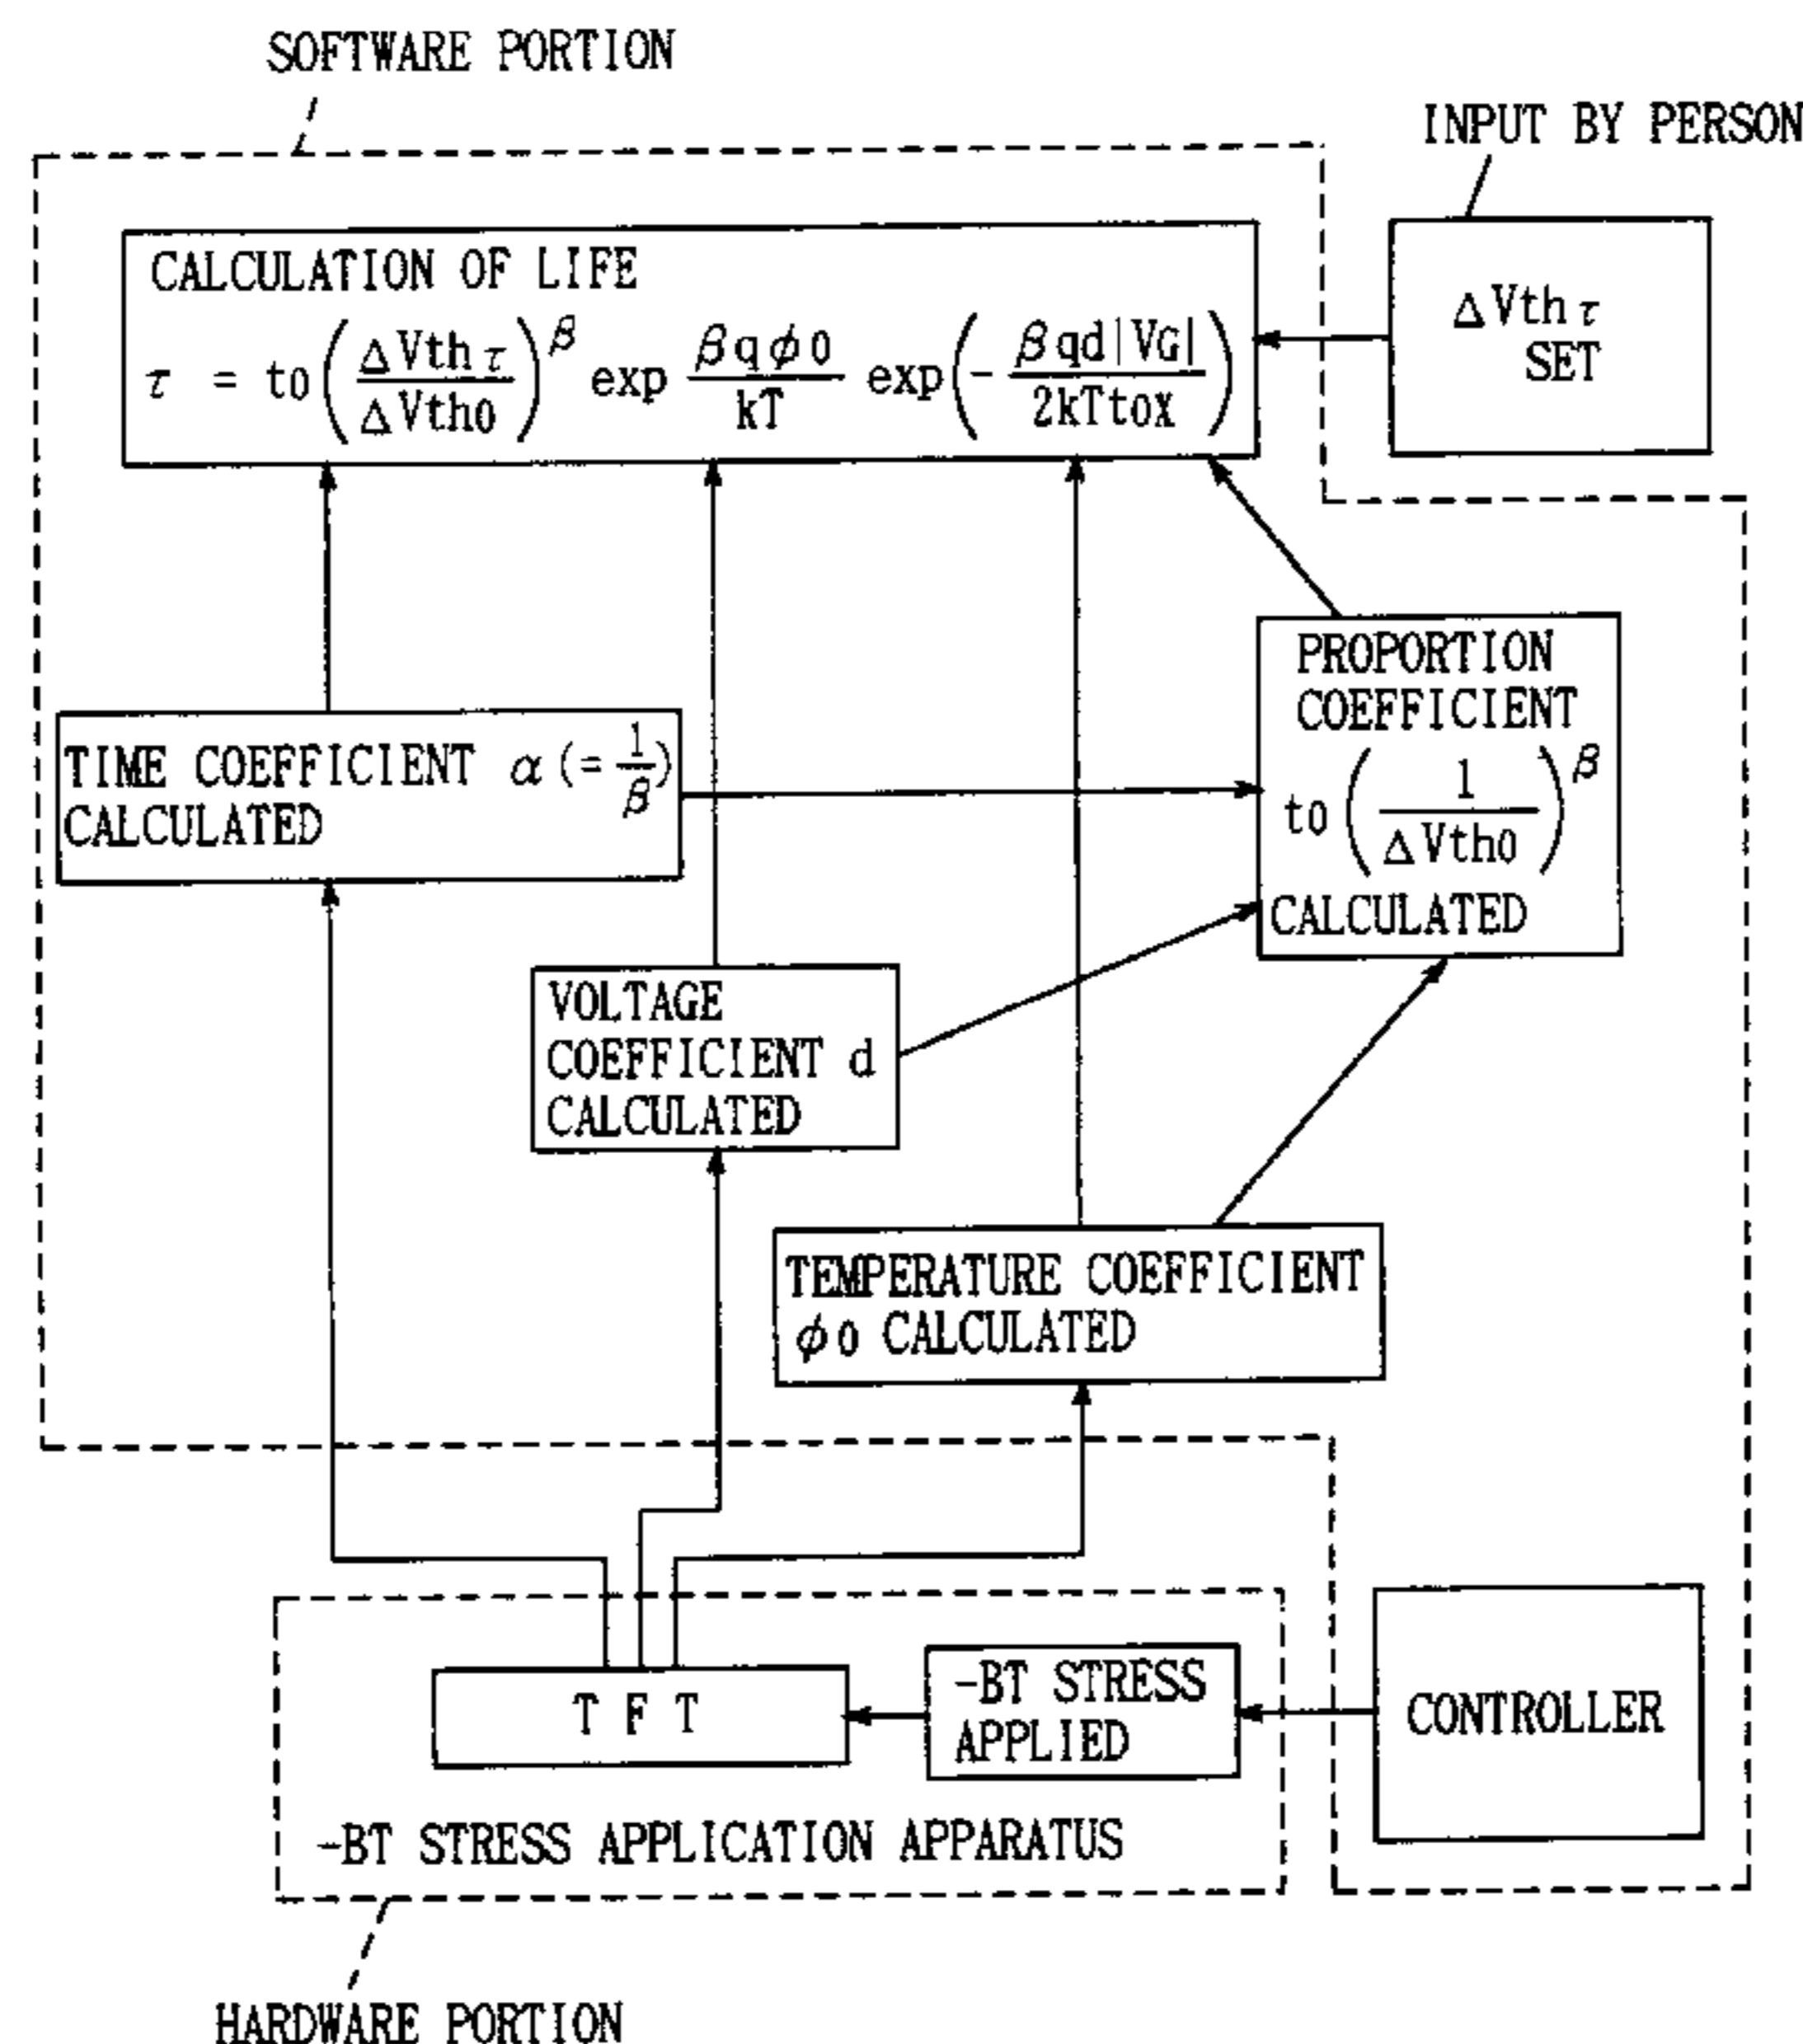 SOFTWARE PORTION
INPUT BY PERSON
CALCULATION OF LIFE
τ = t0(ΔVthτ/ΔVth0)^β exp βqφ0/kT exp(-βqd|VG|/2kTtox)
ΔVthτ
SET
PROPORTION
COEFFICIENT
t0(1/ΔVth0)^β
CALCULATED
TIME COEFFICIENT α(=1/β)
CALCULATED
VOLTAGE
COEFFICIENT d
CALCULATED
TEMPERATURE COEFFICIENT
φ0 CALCULATED
TFT
-BT STRESS
APPLIED
CONTROLLER
-BT STRESS APPLICATION APPARATUS
HARDWARE PORTION